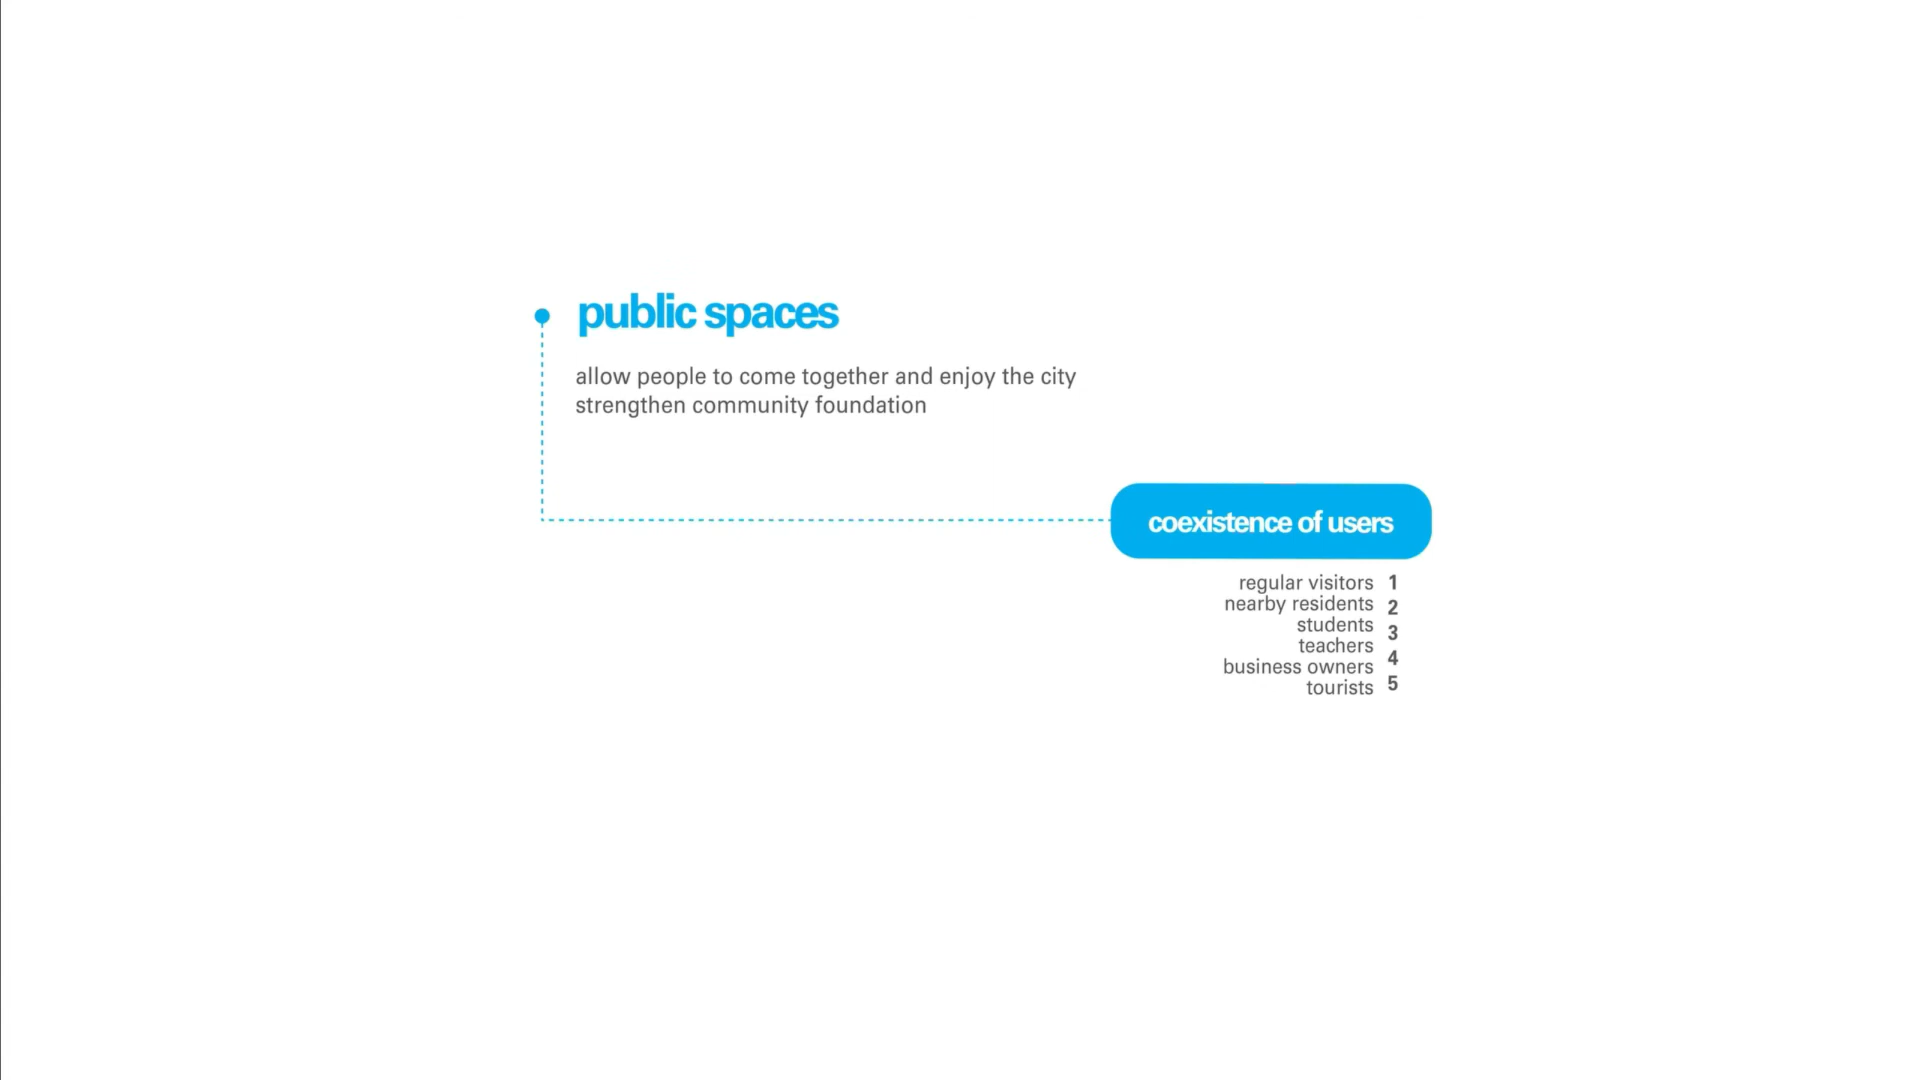 public spaces
allow people to come together and enjoy the city
strengthen community foundation
coexistence of users
regular visitors 1
nearby residents 2
students 3
teachers 4
business owners 5
tourists